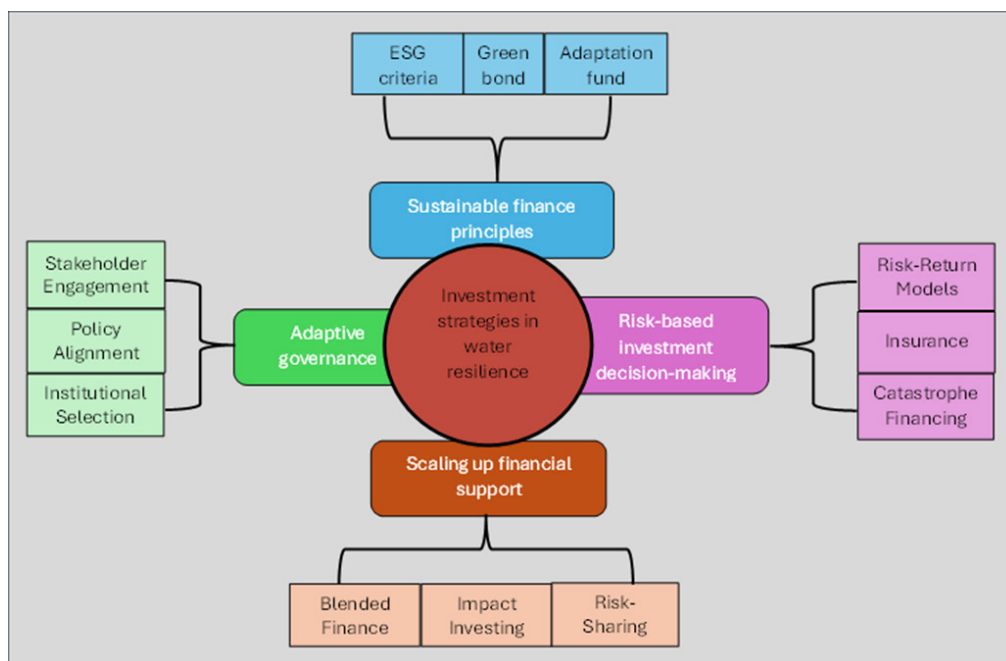 ESG
criteria
Green
bond
Adaptation
fund
Sustainable finance
principles
Stakeholder
Engagement
Policy
Alignment
Institutional
Selection
Adaptive
governance
Investment
strategies in
water
resilience
Risk-based
investment
decision-making
Risk-Return
Models
Insurance
Catastrophe
Financing
Scaling up financial
support
Blended
Finance
Impact
Investing
Risk-
Sharing